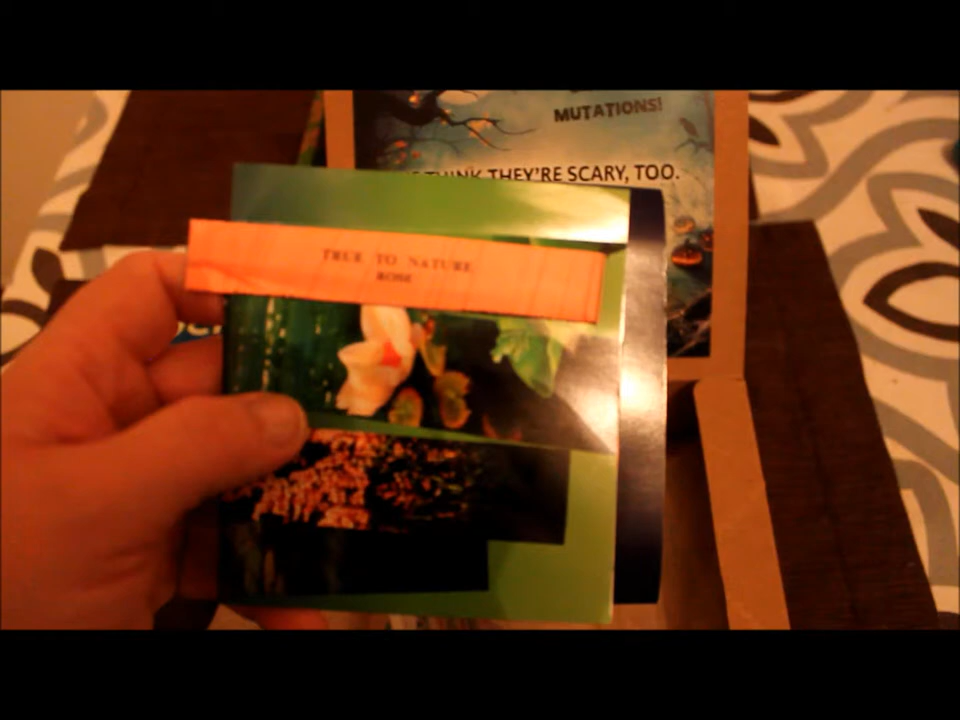 MUTATIONS!
THINK THEY'RE SCARY, TOO.
TRUE TO NATURE
ROSE